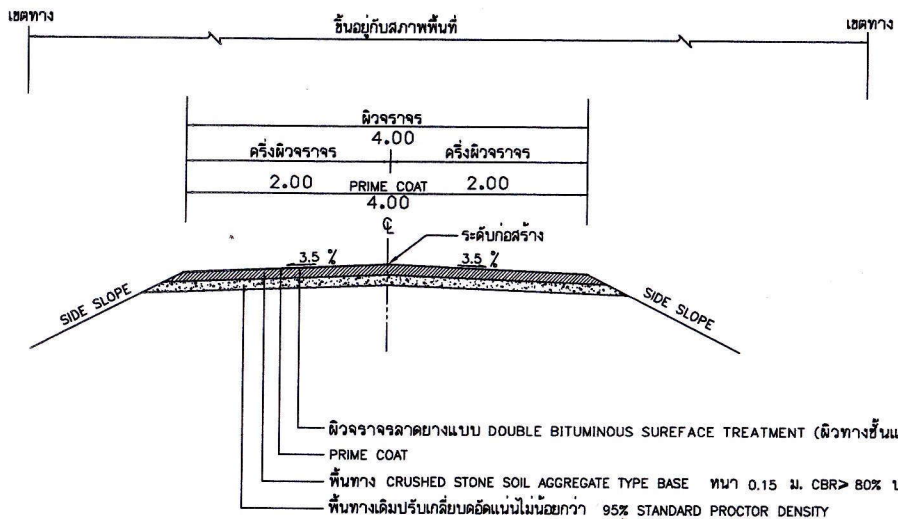 เขตทาง ขึ้นอยู่กับสภาพพื้นที่ เขตทาง
ผิวจราจร
4.00
ครึ่งผิวจราจร ครึ่งผิวจราจร
2.00 PRIME COAT 2.00
4.00
ระดับก่อสร้าง
3.5 % 3.5 %
SIDE SLOPE SIDE SLOPE
ผิวจราจรลาดยางแบบ DOUBLE BITUMINOUS SUREFACE TREATMENT (ผิวทางชั้นแ
PRIME COAT
พื้นทาง CRUSHED STONE SOIL AGGREGATE TYPE BASE หนา 0.15 ม. CBR> 80%
พื้นทางเดิมปรับเกลี่ยบดอัดแน่นไม่น้อยกว่า 95% STANDARD PROCTOR DENSITY